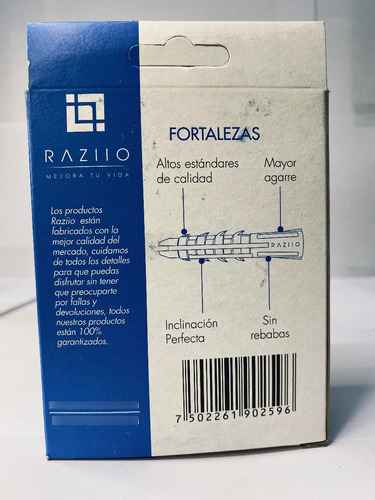 RAZIIO
MEJORA TU VIDA
Los productos
Raziio están
fabricados con la
mejor calidad del
mercado, cuidamos
de todos los detalles
para que puedas
disfrutar sin tener
que preocuparte
por fallas y
devoluciones, todos
nuestros productos
están 100%
garantizados.
FORTALEZAS
Altos estándares
de calidad
Mayor
agarre
RAZIIO
Inclinación
Perfecta
Sin
rebabas
7 502261 902596